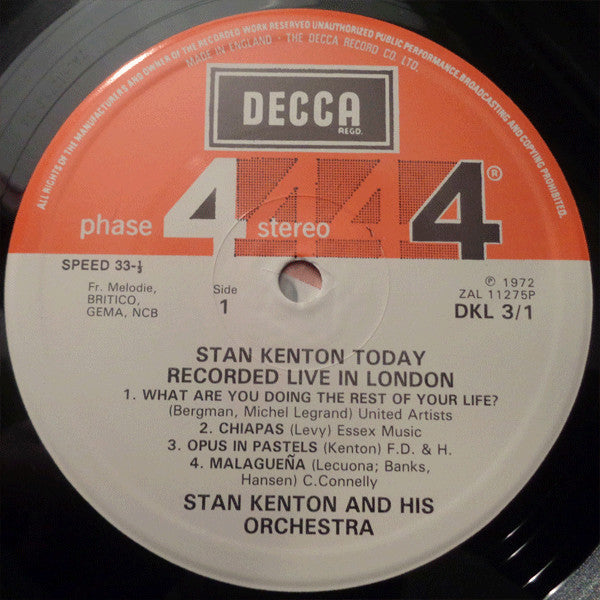 ALL RIGHTS OF THE MANUFACTURERS AND OWNER OF THE RECORDED WORK RESERVED UNAUTHORIZED PUBLIC PERFORMANCE, BROADCASTING AND COPYING PROHIBITED.
MADE IN ENGLAND · THE DECCA RECORD CO. LTD.
DECCA
REGD.
phase 4 stereo 4 4 4 ®
SPEED 33-⅓
Fr. Melodie,
BRITICO,
GEMA, NCB
Side
1
℗ 1972
ZAL 11275P
DKL 3/1
STAN KENTON TODAY
RECORDED LIVE IN LONDON
1. WHAT ARE YOU DOING THE REST OF YOUR LIFE?
(Bergman, Michel Legrand) United Artists
2. CHIAPAS (Levy) Essex Music
3. OPUS IN PASTELS (Kenton) F.D. & H.
4. MALAGUEÑA (Lecuona; Banks,
Hansen) C.Connelly
STAN KENTON AND HIS
ORCHESTRA